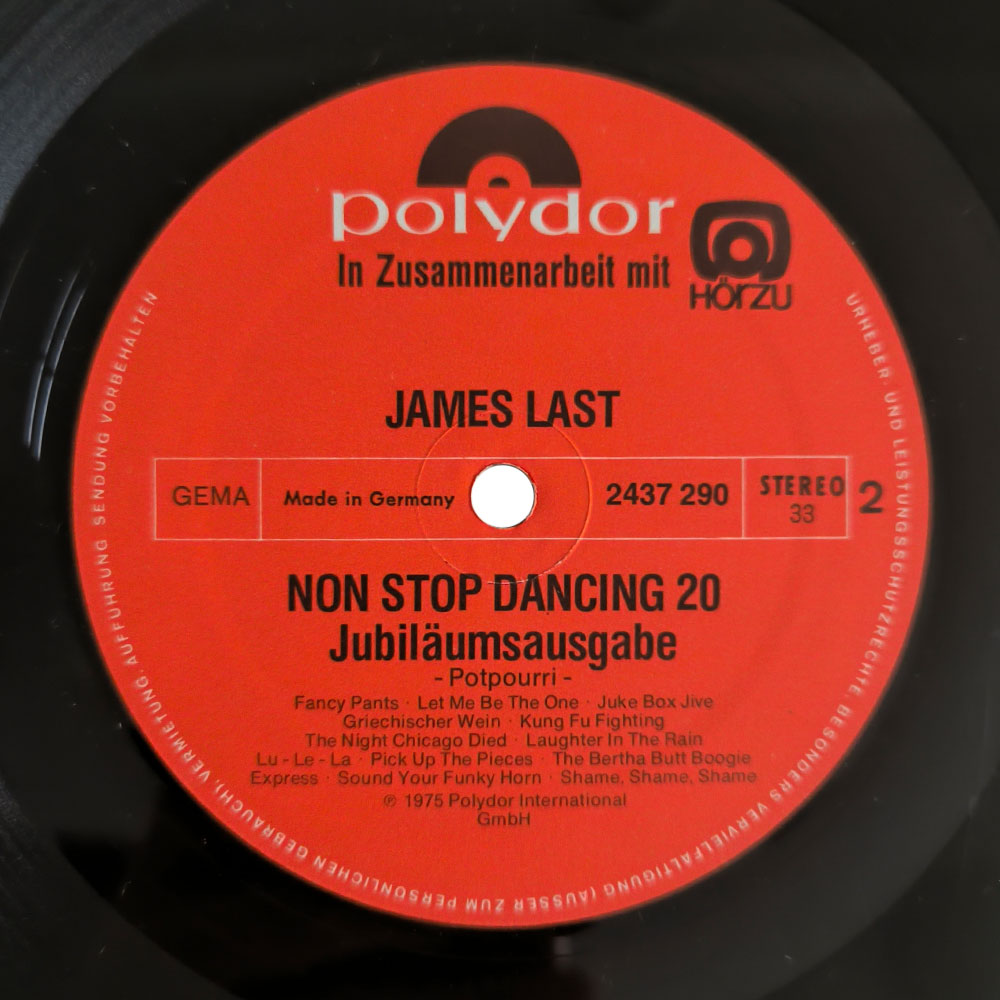 polydor
In Zusammenarbeit mit
HÖRZU
JAMES LAST
GEMA
Made in Germany
2437 290
STEREO
33
2
NON STOP DANCING 20
Jubiläumsausgabe
- Potpourri -
Fancy Pants · Let Me Be The One · Juke Box Jive
Griechischer Wein · Kung Fu Fighting
The Night Chicago Died · Laughter In The Rain
Lu - Le - La · Pick Up The Pieces · The Bertha Butt Boogie
Express · Sound Your Funky Horn · Shame, Shame, Shame
℗ 1975 Polydor International
GmbH
URHEBER- UND LEISTUNGSSCHUTZRECHTE, BESONDERS VERVIELFÄLTIGUNG (AUSSER ZUM PERSÖNLICHEN GEBRAUCH), VERMIETUNG, AUFFÜHRUNG, SENDUNG VORBEHALTEN